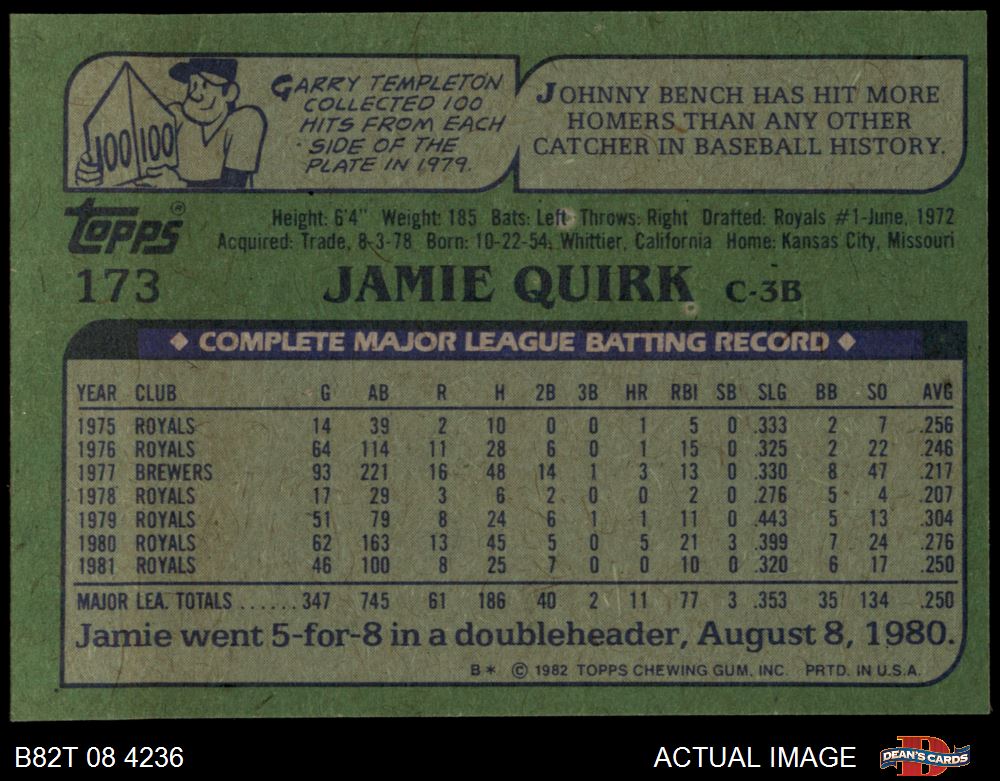 100 100
GARRY TEMPLETON
COLLECTED 100
HITS FROM EACH
SIDE OF THE
PLATE IN 1979.
JOHNNY BENCH HAS HIT MORE
HOMERS THAN ANY OTHER
CATCHER IN BASEBALL HISTORY.
Topps®
Height: 6'4" Weight: 185 Bats: Left Throws: Right Drafted: Royals #1-June, 1972
Acquired: Trade, 8-3-78 Born: 10-22-54, Whittier, California Home: Kansas City, Missouri
173 JAMIE QUIRK C-3B
◆ COMPLETE MAJOR LEAGUE BATTING RECORD ◆
YEAR CLUB G AB R H 2B 3B HR RBI SB SLG BB SO AVG
1975 ROYALS 14 39 2 10 0 0 1 5 0 .333 2 7 .256
1976 ROYALS 64 114 11 28 6 0 1 15 0 .325 2 22 .246
1977 BREWERS 93 221 16 48 14 1 3 13 0 .330 8 47 .217
1978 ROYALS 17 29 3 6 2 0 0 2 0 .276 5 4 .207
1979 ROYALS 51 79 8 24 6 1 1 11 0 .443 5 13 .304
1980 ROYALS 62 163 13 45 5 0 5 21 3 .399 7 24 .276
1981 ROYALS 46 100 8 25 7 0 0 10 0 .320 6 17 .250
MAJOR LEA. TOTALS ...... 347 745 61 186 40 2 11 77 3 .353 35 134 .250
Jamie went 5-for-8 in a doubleheader, August 8, 1980.
B* © 1982 TOPPS CHEWING GUM, INC. PRTD. IN U.S.A.
B82T 08 4236 ACTUAL IMAGE DEAN'S CARDS